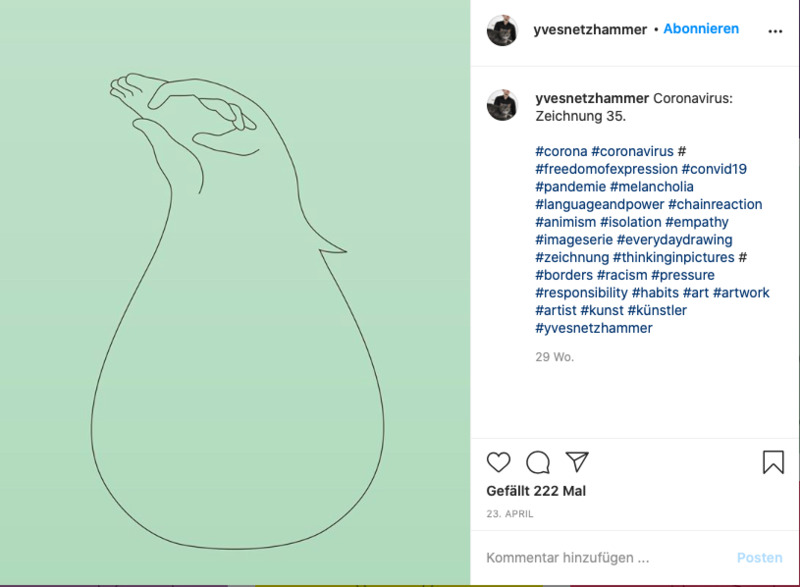 yvesnetzhammer • Abonnieren
yvesnetzhammer Coronavirus:
Zeichnung 35.
#corona #coronavirus #
#freedomofexpression #convid19
#pandemie #melancholia
#languageandpower #chainreaction
#animism #isolation #empathy
#imageserie #everydaydrawing
#zeichnung #thinkinginpictures #
#borders #racism #pressure
#responsibility #habits #art #artwork
#artist #kunst #künstler
#yvesnetzhammer
29 Wo.
Gefällt 222 Mal
23. APRIL
Kommentar hinzufügen ... Posten